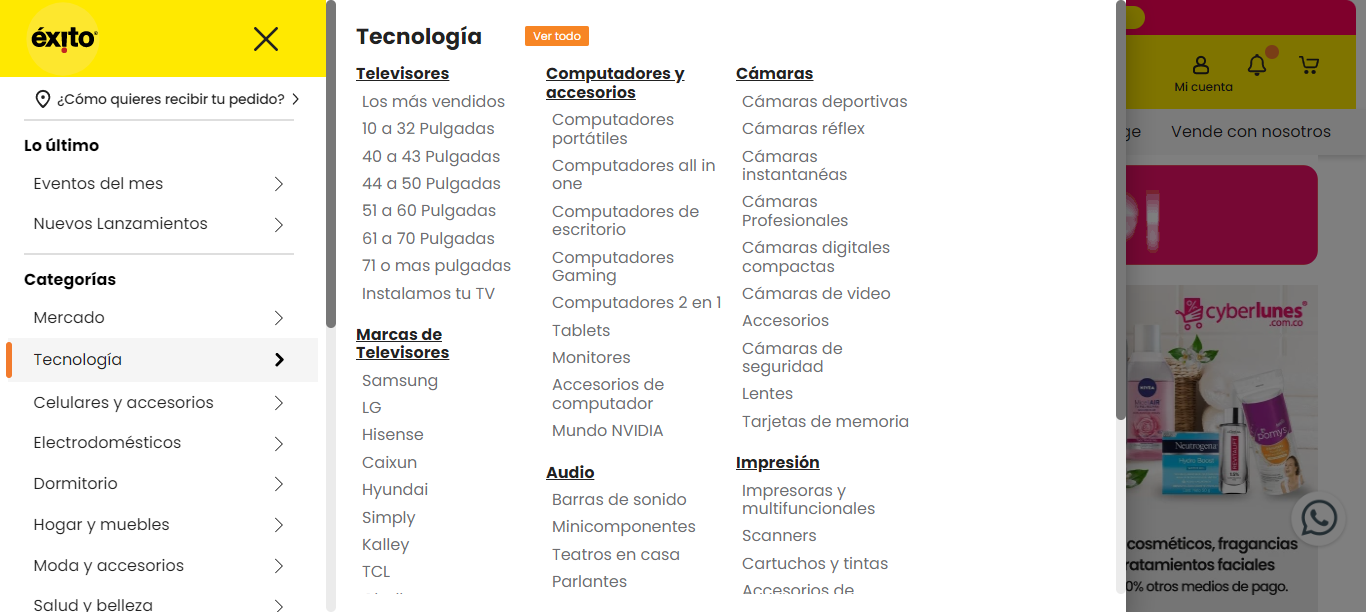 éxito
¿Cómo quieres recibir tu pedido?
Lo último
Eventos del mes
Nuevos Lanzamientos
Categorías
Mercado
Tecnología
Celulares y accesorios
Electrodomésticos
Dormitorio
Hogar y muebles
Moda y accesorios
Salud y belleza
Tecnología
Ver todo
Televisores
Los más vendidos
10 a 32 Pulgadas
40 a 43 Pulgadas
44 a 50 Pulgadas
51 a 60 Pulgadas
61 a 70 Pulgadas
71 o mas pulgadas
Instalamos tu TV
Marcas de
Televisores
Samsung
LG
Hisense
Caixun
Hyundai
Simply
Kalley
TCL
Computadores y
accesorios
Computadores
portátiles
Computadores all in
one
Computadores de
escritorio
Computadores
Gaming
Computadores 2 en 1
Tablets
Monitores
Accesorios de
computador
Mundo NVIDIA
Audio
Barras de sonido
Minicomponentes
Teatros en casa
Parlantes
Cámaras
Cámaras deportivas
Cámaras réflex
Cámaras
instantanéas
Cámaras
Profesionales
Cámaras digitales
compactas
Cámaras de video
Accesorios
Cámaras de
seguridad
Lentes
Tarjetas de memoria
Impresión
Impresoras y
multifuncionales
Scanners
Cartuchos y tintas
Accesorios de
Mi cuenta
Vende con nosotros
cyberlunes
.com.co
NIVEA
Neutrogena
Hydro Boost
REVITALIFT
cosméticos, fragancias
ratamientos faciales
0% otros medios de pago.